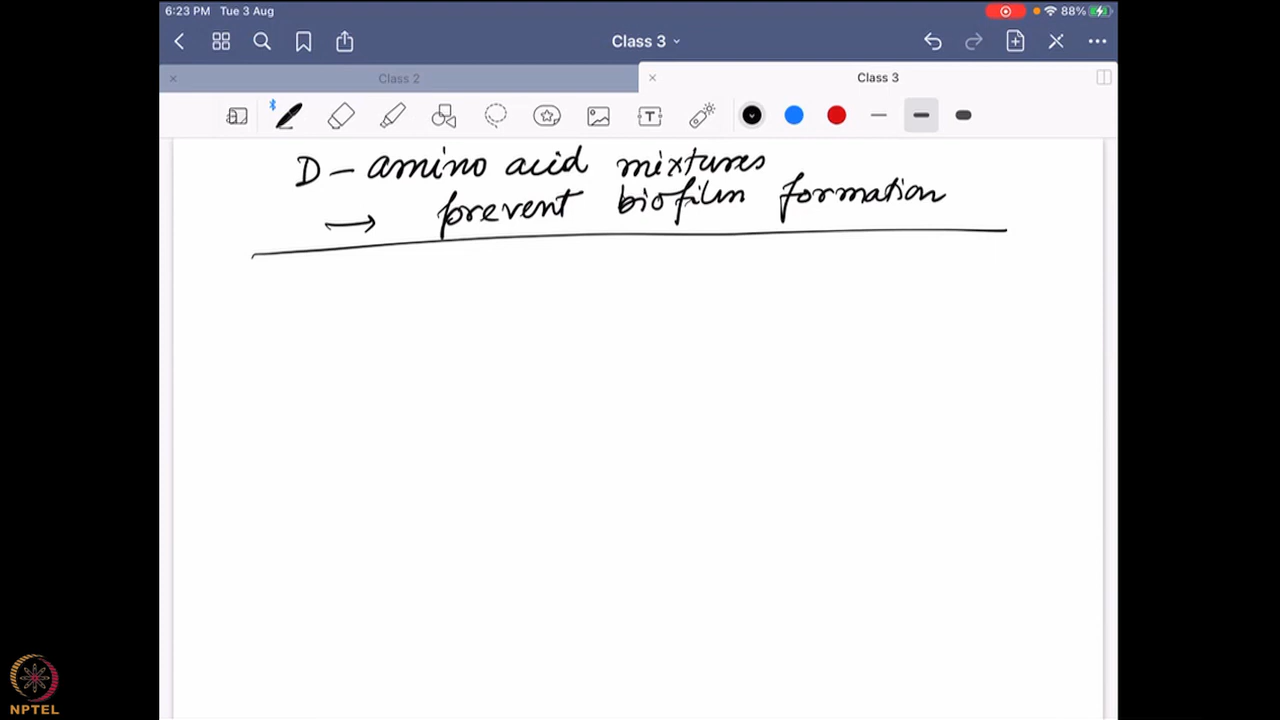 6:23 PM Tue 3 Aug
88%
Class 3
Class 2
Class 3
T
D - amino acid mixtures
→ prevent biofilm formation
NPTEL